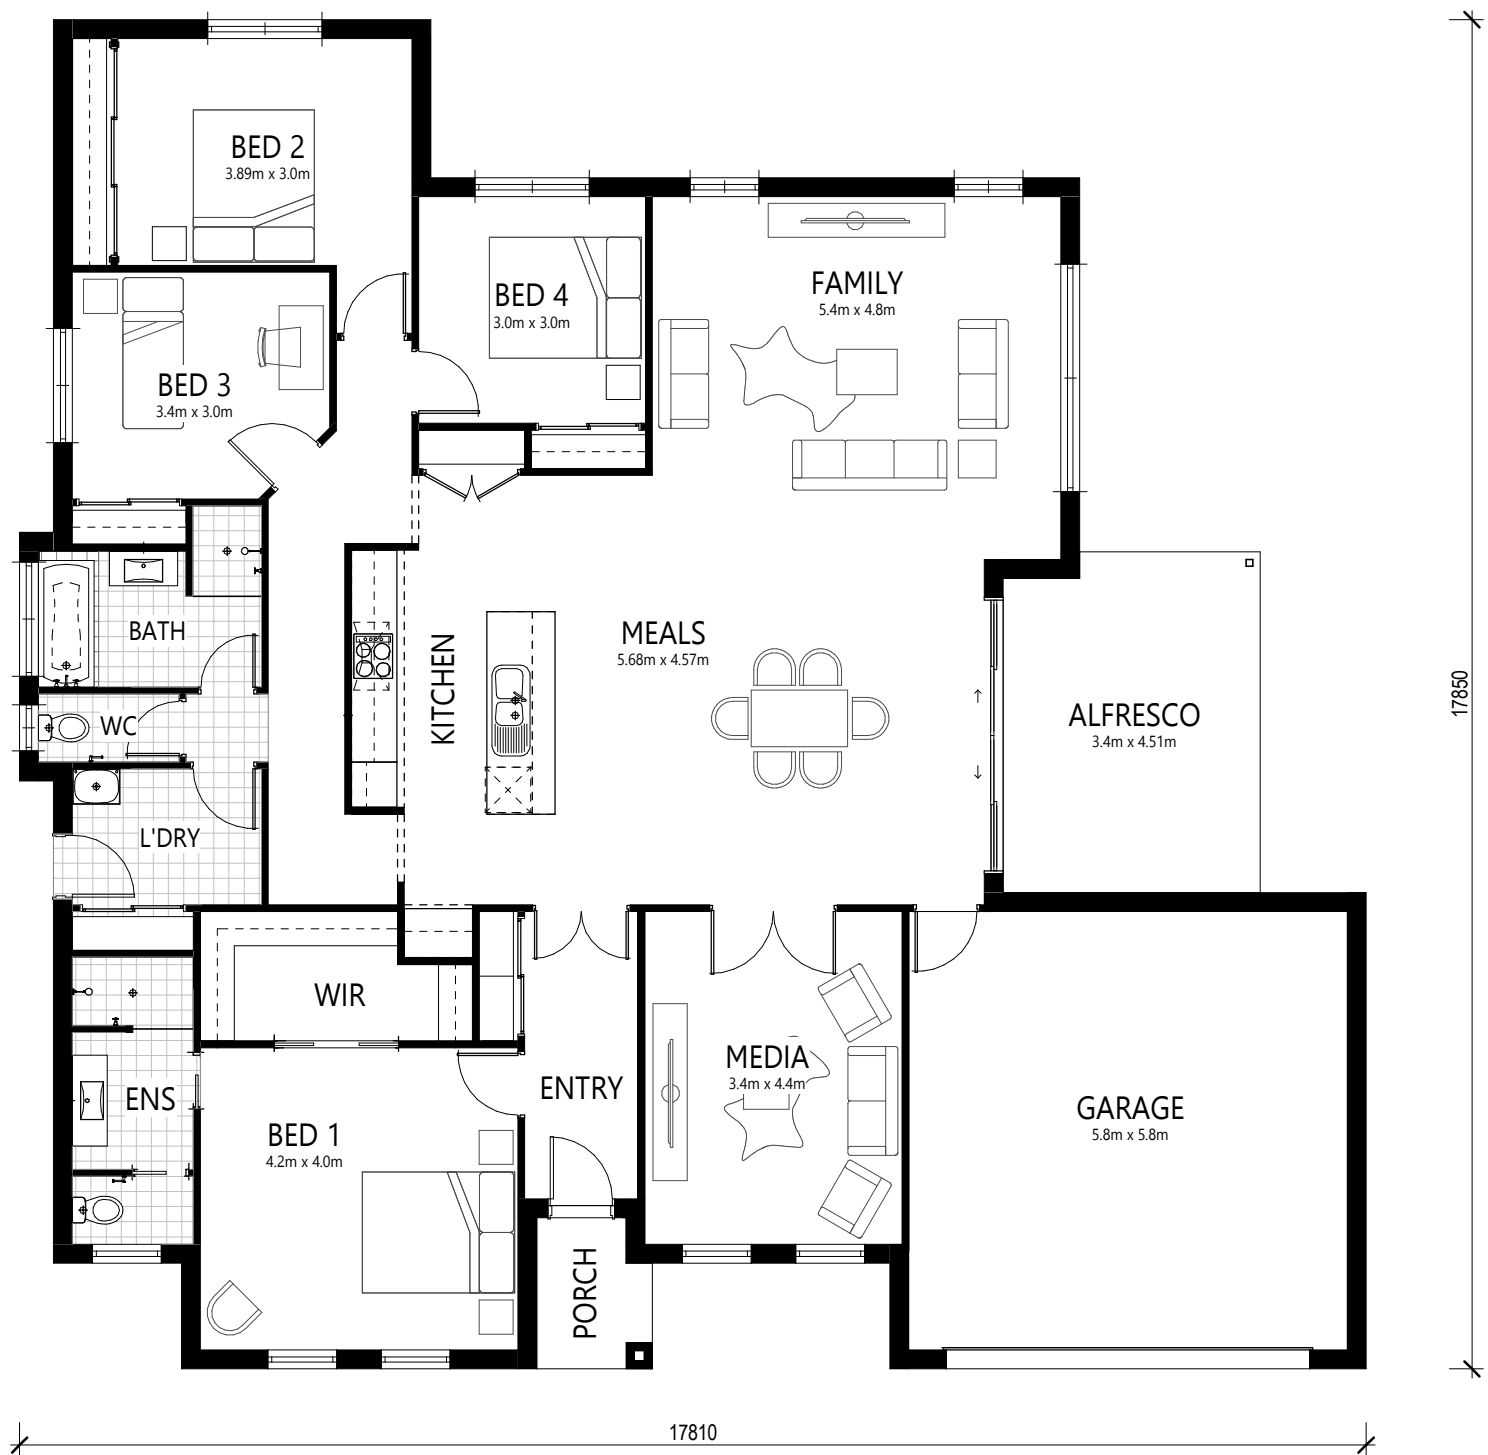 BED 2
3.89m x 3.0m
BED 4
3.0m x 3.0m
FAMILY
5.4m x 4.8m
BED 3
3.4m x 3.0m
BATH
KITCHEN
MEALS
5.68m x 4.57m
WC
ALFRESCO
3.4m x 4.51m
17850
L'DRY
WIR
ENS
ENTRY
MEDIA
3.4m x 4.4m
BED 1
4.2m x 4.0m
GARAGE
5.8m x 5.8m
PORCH
17810